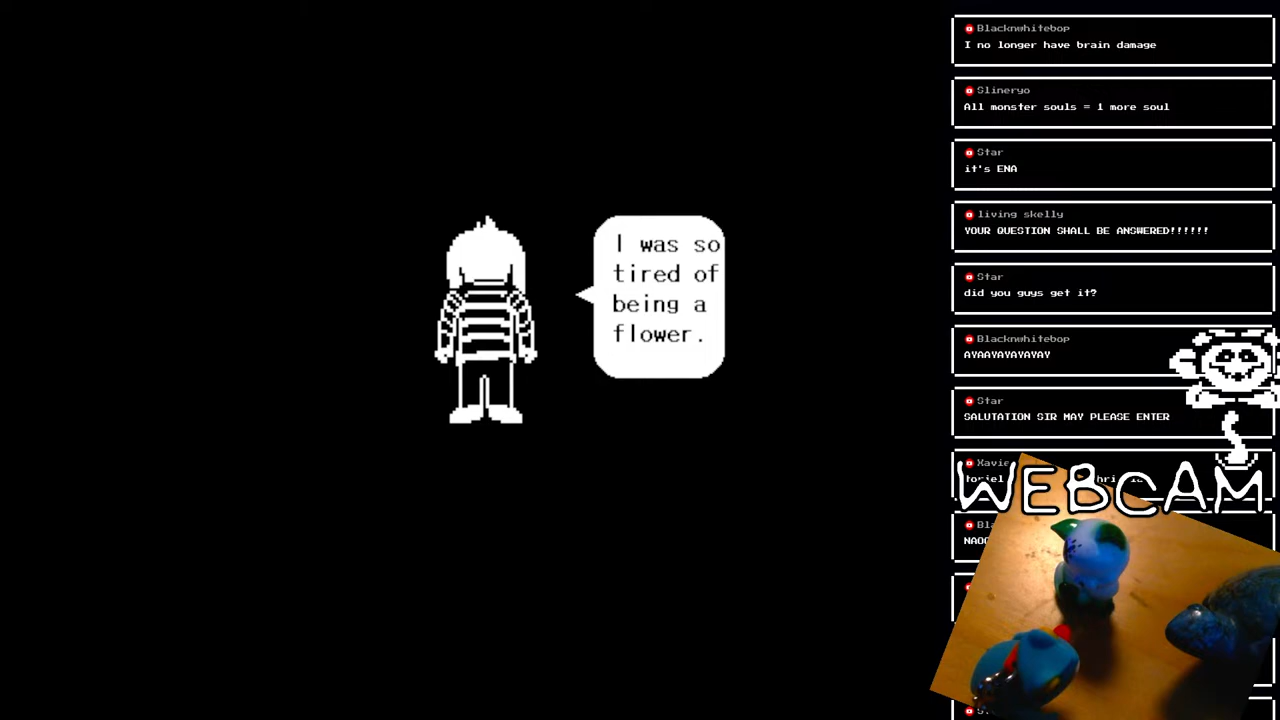 I was so
tired of
being a
flower.
Blacknwhitebop
I no longer have brain damage
Slineryo
All monster souls = 1 more soul
Star
it's ENA
living skelly
YOUR QUESTION SHALL BE ANSWERED!!!!!!
Star
did you guys get it?
Blacknwhitebop
AYAAYAYAYAYAY
Star
SALUTATION SIR MAY PLEASE ENTER
WEBCAM